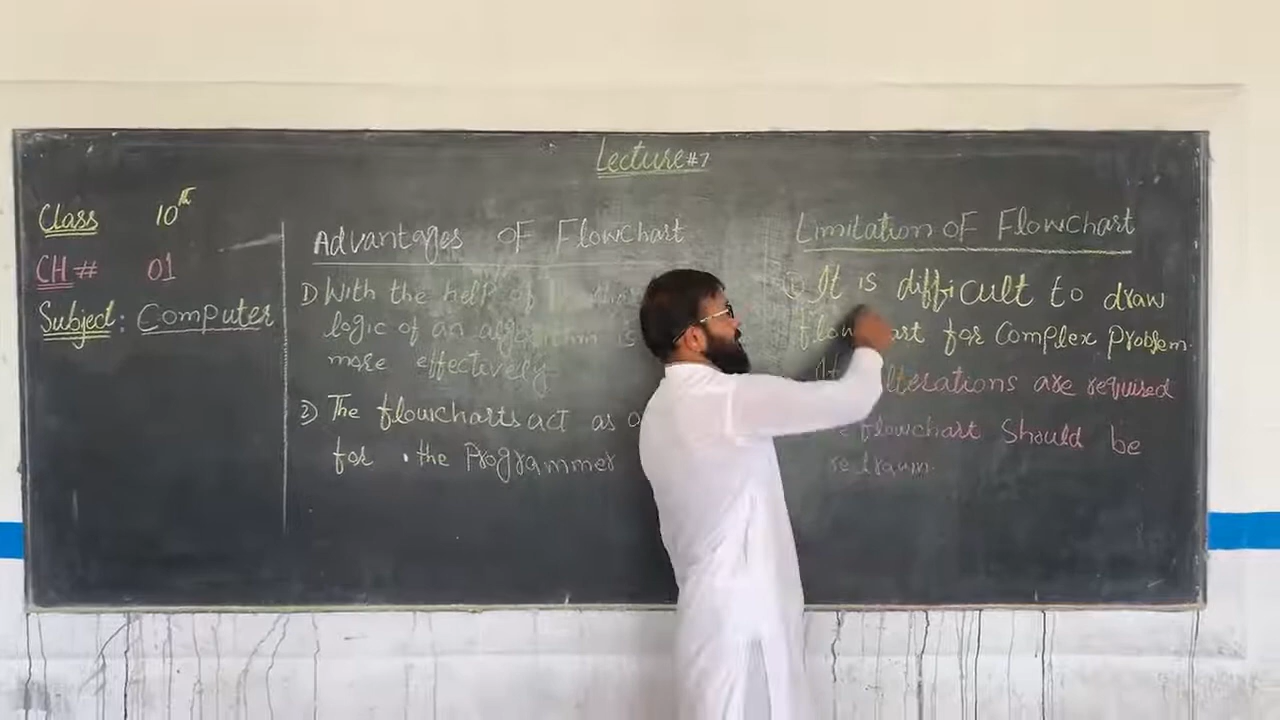 Lecture #7
Class 10th
CH # 01
Subject: Computer
Advantages OF Flowchart
1) With the help of
logic of an algorithm is
more effectively
2) The flowcharts act as a
for the Programmer
Limitation OF Flowchart
It is difficult to draw
for Complex Problem.
alterations are required
flowchart Should be